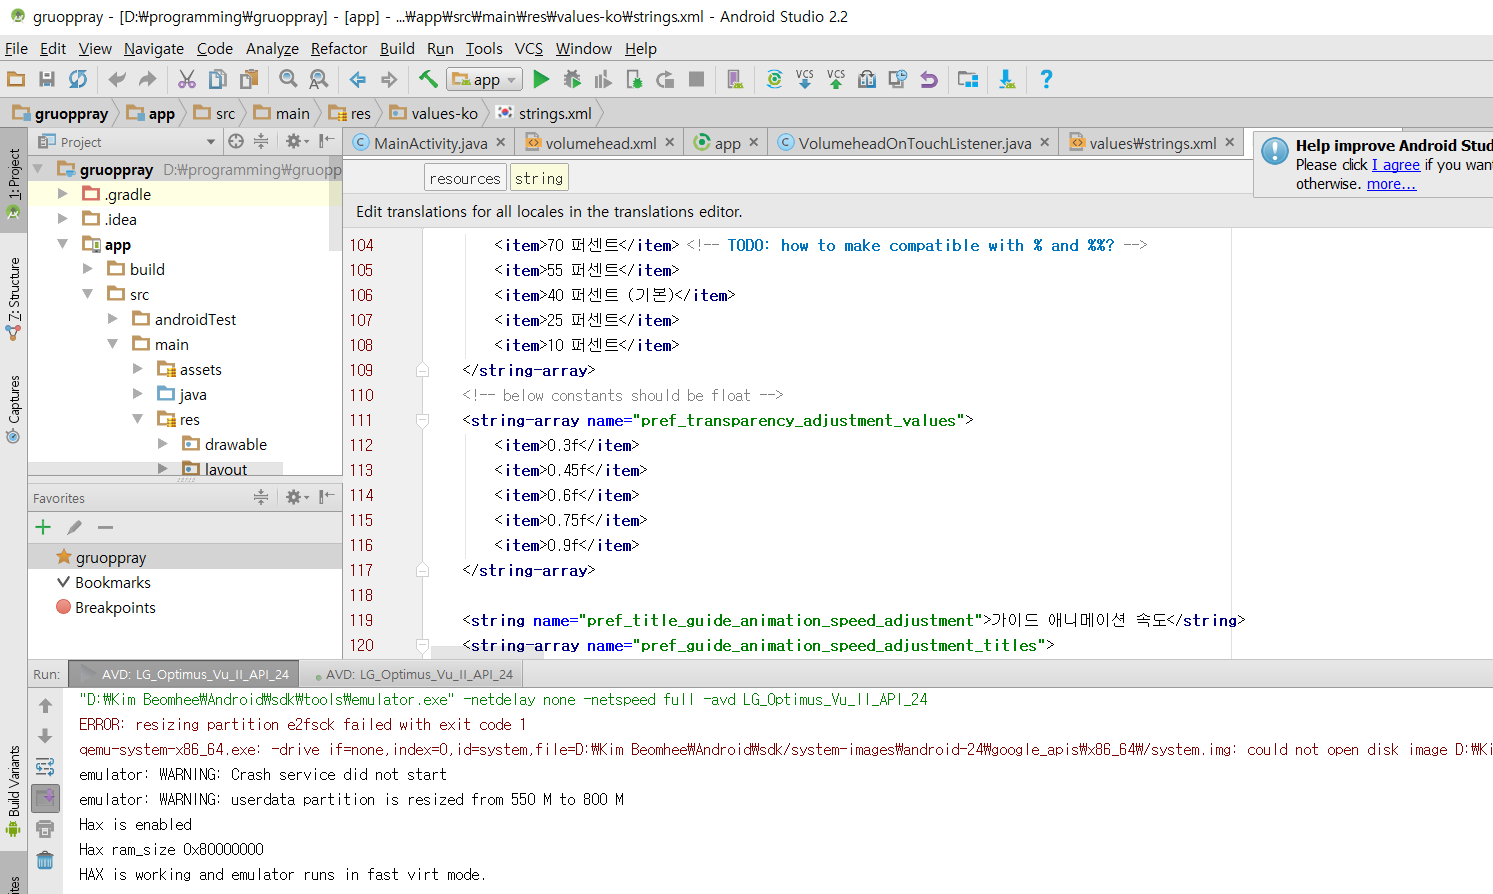 gruoppray - [D:₩programming₩gruoppray] - [app] - ...₩app₩src₩main₩res₩values-ko₩strings.xml - Android Studio 2.2
File Edit View Navigate Code Analyze Refactor Build Run Tools VCS Window Help
app VCS VCS ?
gruoppray app src main res values-ko strings.xml
Project
MainActivity.java volumehead.xml app VolumeheadOnTouchListener.java values₩strings.xml
Help improve Android Stud
Please click I agree if you want
otherwise. more...
1: Project
Z: Structure
Captures
Build Variants
gruoppray D:₩programming₩gruopp
.gradle
.idea
app
build
src
androidTest
main
assets
java
res
drawable
layout
Favorites
gruoppray
Bookmarks
Breakpoints
resources string
Edit translations for all locales in the translations editor.
104 <item>70 퍼센트</item> <!-- TODO: how to make compatible with % and %%? -->
105 <item>55 퍼센트</item>
106 <item>40 퍼센트 (기본)</item>
107 <item>25 퍼센트</item>
108 <item>10 퍼센트</item>
109 </string-array>
110 <!-- below constants should be float -->
111 <string-array name="pref_transparency_adjustment_values">
112 <item>0.3f</item>
113 <item>0.45f</item>
114 <item>0.6f</item>
115 <item>0.75f</item>
116 <item>0.9f</item>
117 </string-array>
118
119 <string name="pref_title_guide_animation_speed_adjustment">가이드 애니메이션 속도</string>
120 <string-array name="pref_guide_animation_speed_adjustment_titles">
Run: AVD: LG_Optimus_Vu_II_API_24 AVD: LG_Optimus_Vu_II_API_24
"D:₩Kim Beomhee₩Android₩sdk₩tools₩emulator.exe" -netdelay none -netspeed full -avd LG_Optimus_Vu_II_API_24
ERROR: resizing partition e2fsck failed with exit code 1
qemu-system-x86_64.exe: -drive if=none,index=0,id=system,file=D:₩Kim Beomhee₩Android₩sdk/system-images₩android-24₩google_apis₩x86_64₩/system.img: could not open disk image D:₩Ki
emulator: WARNING: Crash service did not start
emulator: WARNING: userdata partition is resized from 550 M to 800 M
Hax is enabled
Hax ram_size 0x80000000
HAX is working and emulator runs in fast virt mode.